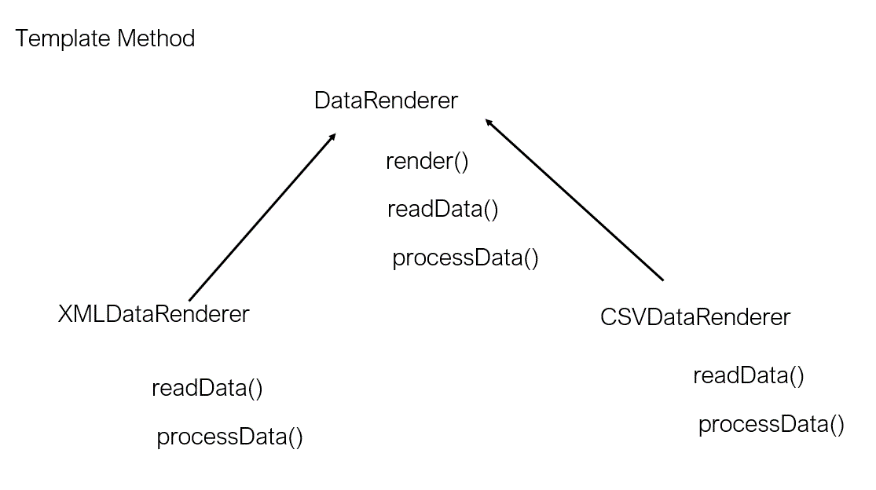 Template Method
DataRenderer
render()
readData()
processData()
XMLDataRenderer
readData()
processData()
CSVDataRenderer
readData()
processData()